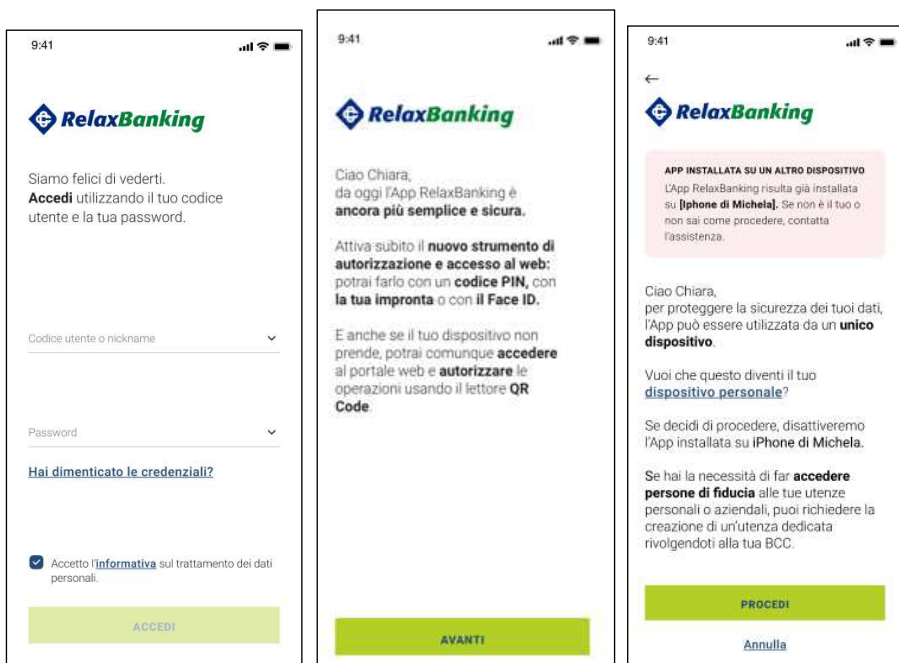 9:41
RelaxBanking
Siamo felici di vederti.
Accedi utilizzando il tuo codice
utente e la tua password.
Codice utente o nickname
Password
Hai dimenticato le credenziali?
Accetto l'informativa sul trattamento dei dati
personali.
ACCEDI
9:41
RelaxBanking
Ciao Chiara,
da oggi l'App RelaxBanking è
ancora più semplice e sicura.
Attiva subito il nuovo strumento di
autorizzazione e accesso al web:
potrai farlo con un codice PIN, con
la tua impronta o con il Face ID.
E anche se il tuo dispositivo non
prende, potrai comunque accedere
al portale web e autorizzare le
operazioni usando il lettore QR
Code.
AVANTI
9:41
RelaxBanking
APP INSTALLATA SU UN ALTRO DISPOSITIVO
L'App RelaxBanking risulta già installata
su [Iphone di Michela]. Se non è il tuo o
non sai come procedere, contatta
l'assistenza.
Ciao Chiara,
per proteggere la sicurezza dei tuoi dati,
l'App può essere utilizzata da un unico
dispositivo.
Vuoi che questo diventi il tuo
dispositivo personale?
Se decidi di procedere, disattiveremo
l'App installata su iPhone di Michela.
Se hai la necessità di far accedere
persone di fiducia alle tue utenze
personali o aziendali, puoi richiedere la
creazione di un'utenza dedicata
rivolgendoti alla tua BCC.
PROCEDI
Annulla